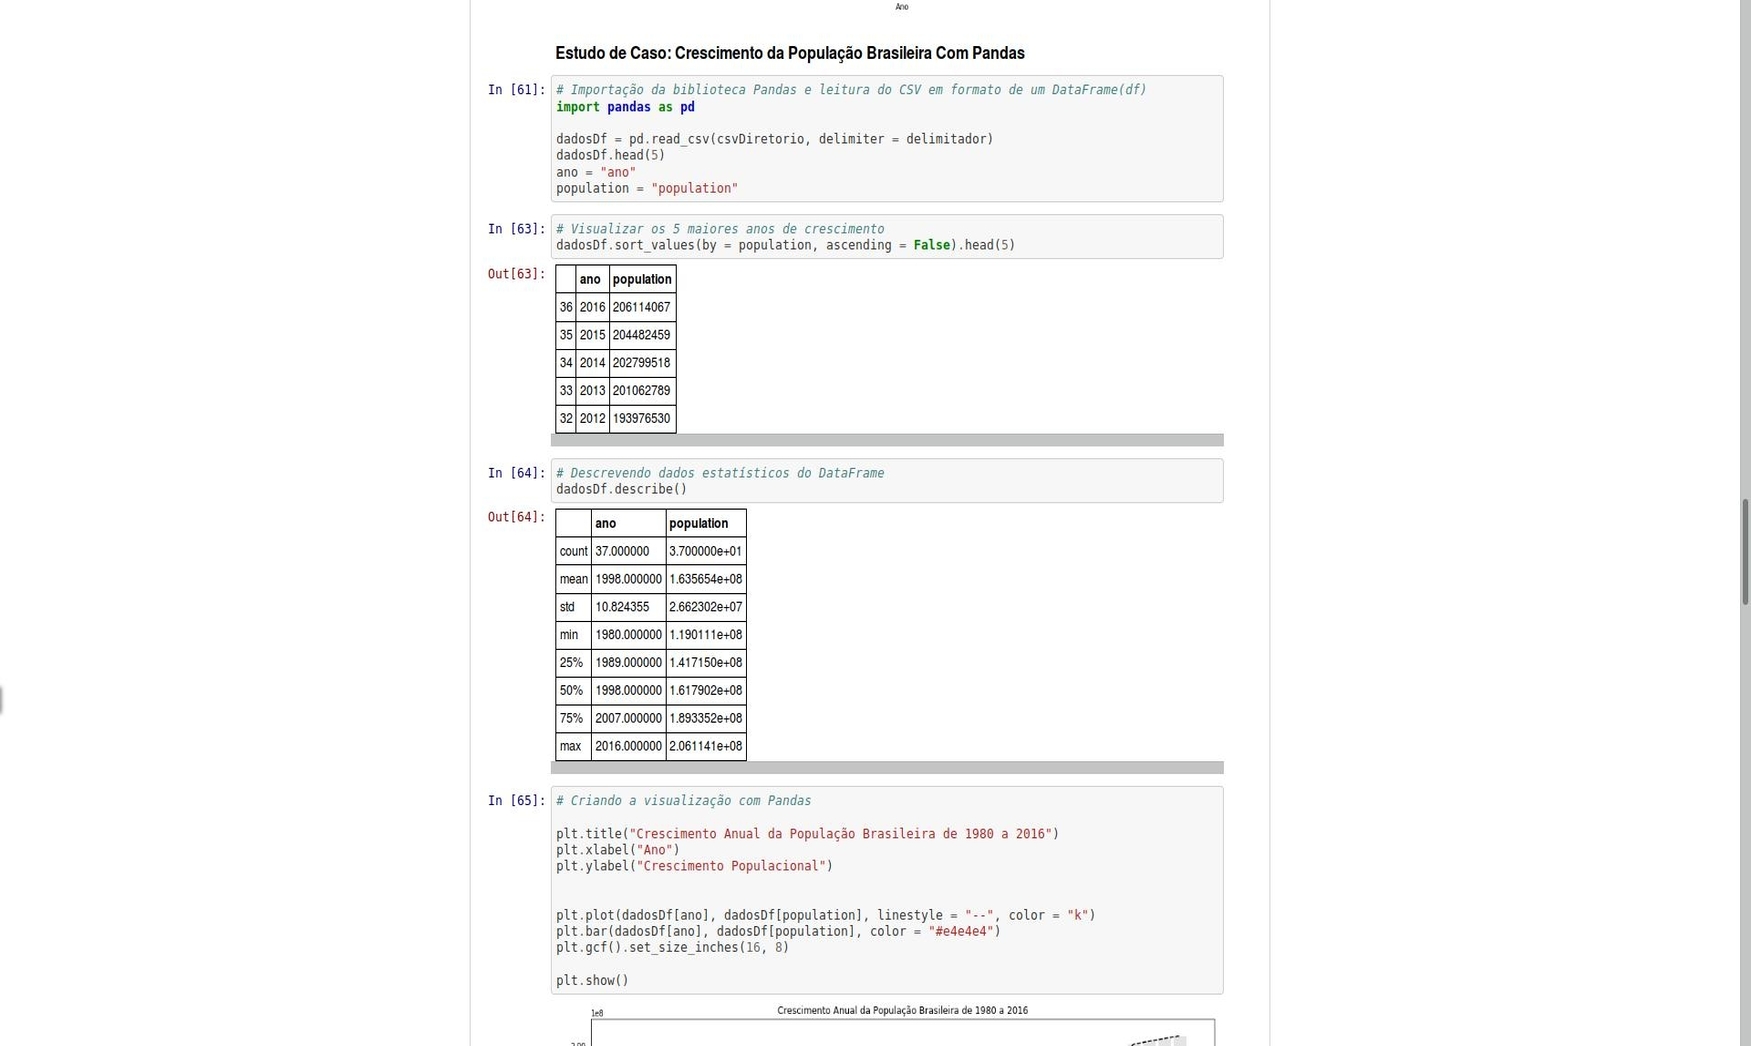 Ano
Estudo de Caso: Crescimento da População Brasileira Com Pandas
In [61]:
# Importação da biblioteca Pandas e leitura do CSV em formato de um DataFrame(df)
import pandas as pd
dadosDf = pd.read_csv(csvDiretorio, delimiter = delimitador)
dadosDf.head(5)
ano = "ano"
population = "population"
In [63]:
# Visualizar os 5 maiores anos de crescimento
dadosDf.sort_values(by = population, ascending = False).head(5)
Out[63]:
ano population
36 2016 206114067
35 2015 204482459
34 2014 202799518
33 2013 201062789
32 2012 193976530
In [64]:
# Descrevendo dados estatísticos do DataFrame
dadosDf.describe()
Out[64]:
ano population
count 37.000000 3.700000e+01
mean 1998.000000 1.635654e+08
std 10.824355 2.662302e+07
min 1980.000000 1.190111e+08
25% 1989.000000 1.417150e+08
50% 1998.000000 1.617902e+08
75% 2007.000000 1.893352e+08
max 2016.000000 2.061141e+08
In [65]:
# Criando a visualização com Pandas
plt.title("Crescimento Anual da População Brasileira de 1980 a 2016")
plt.xlabel("Ano")
plt.ylabel("Crescimento Populacional")
plt.plot(dadosDf[ano], dadosDf[population], linestyle = "--", color = "k")
plt.bar(dadosDf[ano], dadosDf[population], color = "#e4e4e4")
plt.gcf().set_size_inches(16, 8)
plt.show()
Crescimento Anual da População Brasileira de 1980 a 2016
1e8